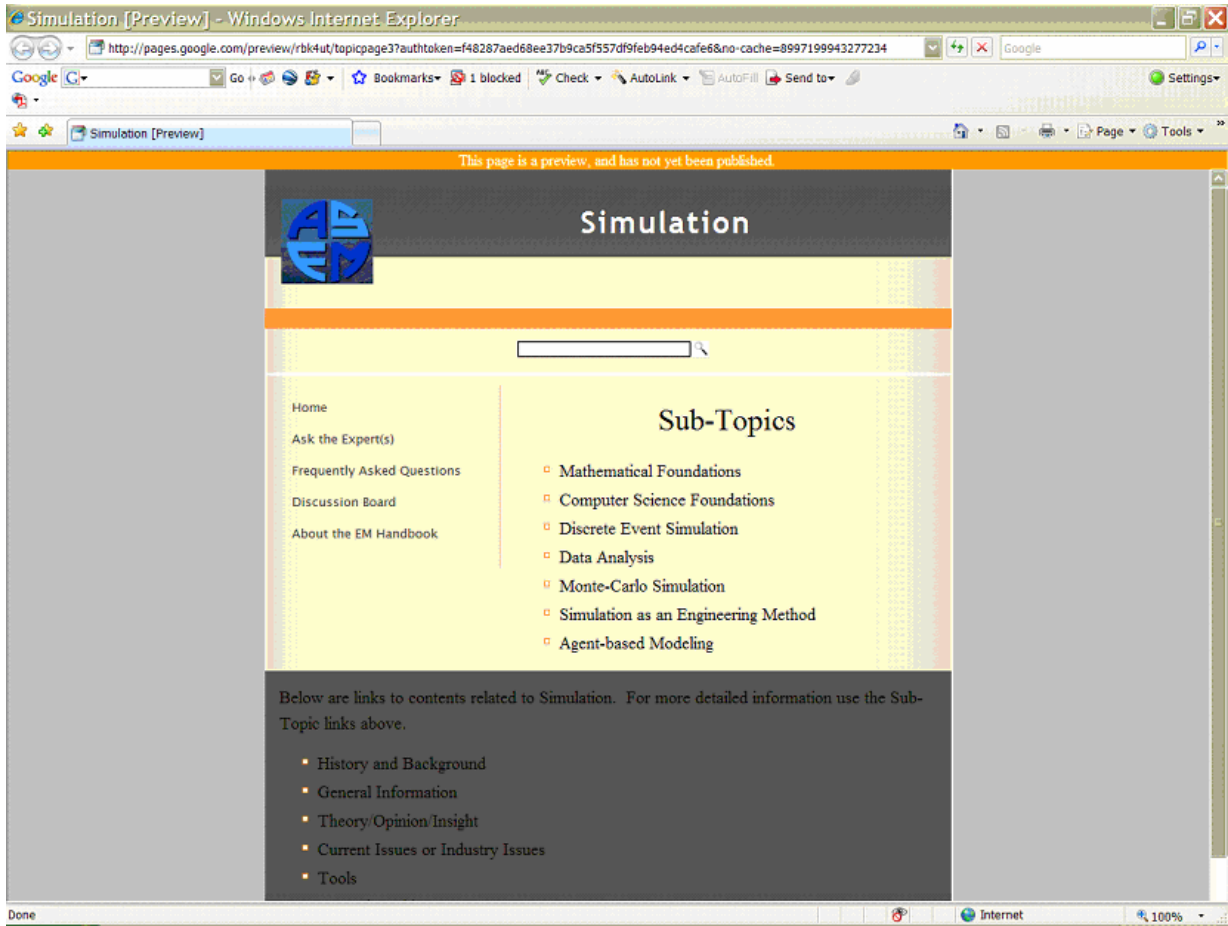 Simulation [Preview] - Windows Internet Explorer
http://pages.google.com/preview/rbk4ut/topicpage3?authtoken=f48287aed68ee37b9ca5f557df9feb94ed4cafe6&no-cache=8997199943277234
Google
Google G Go Bookmarks 1 blocked Check AutoLink AutoFill Send to Settings
Simulation [Preview] Page Tools
This page is a preview, and has not yet been published.
ASEM
Simulation
Home
Ask the Expert(s)
Frequently Asked Questions
Discussion Board
About the EM Handbook
Sub-Topics
Mathematical Foundations
Computer Science Foundations
Discrete Event Simulation
Data Analysis
Monte-Carlo Simulation
Simulation as an Engineering Method
Agent-based Modeling
Below are links to contents related to Simulation. For more detailed information use the Sub-
Topic links above.
History and Background
General Information
Theory/Opinion/Insight
Current Issues or Industry Issues
Tools
Done Internet 100%